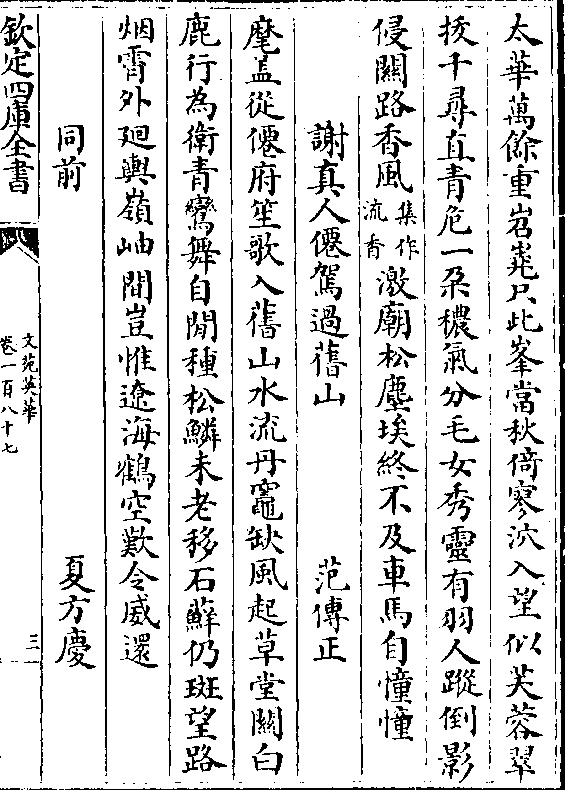 太華萬餘重岧嶤只此峯當秋倚寥泬入望似芙蓉翠
㧞千尋直青危一朶穠氣分毛女秀靈有羽人蹤倒影
侵關路香風集作流香激廟松塵埃終不及車馬自憧憧
謝真人僊駕過舊山 范傳正
麾盖從僊府笙歌入舊山水流丹竈缺風起草堂關白
鹿行為衛青鸞舞自閒種松鱗未老移石蘚仍斑望路
烟霄外廻輿嶺岫間豈惟遼海鶴空歎令威還
同前 夏方慶
欽定四庫全書
文苑英華
卷一百八十七
三